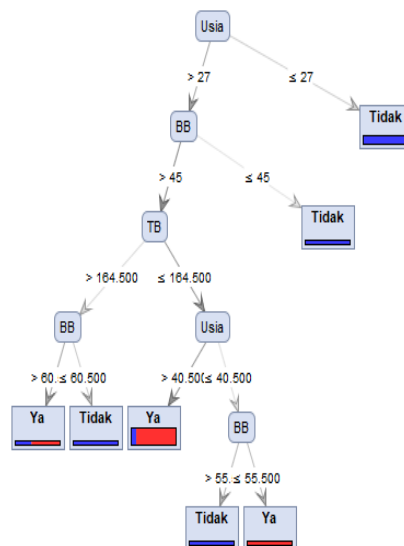 Usia
> 27 ≤ 27
BB Tidak
> 45 ≤ 45
TB Tidak
> 164.500 ≤ 164.500
BB Usia
> 60. ≤ 60.500 > 40.50( ≤ 40.500
Ya Tidak Ya BB
> 55. ≤ 55.500
Tidak Ya